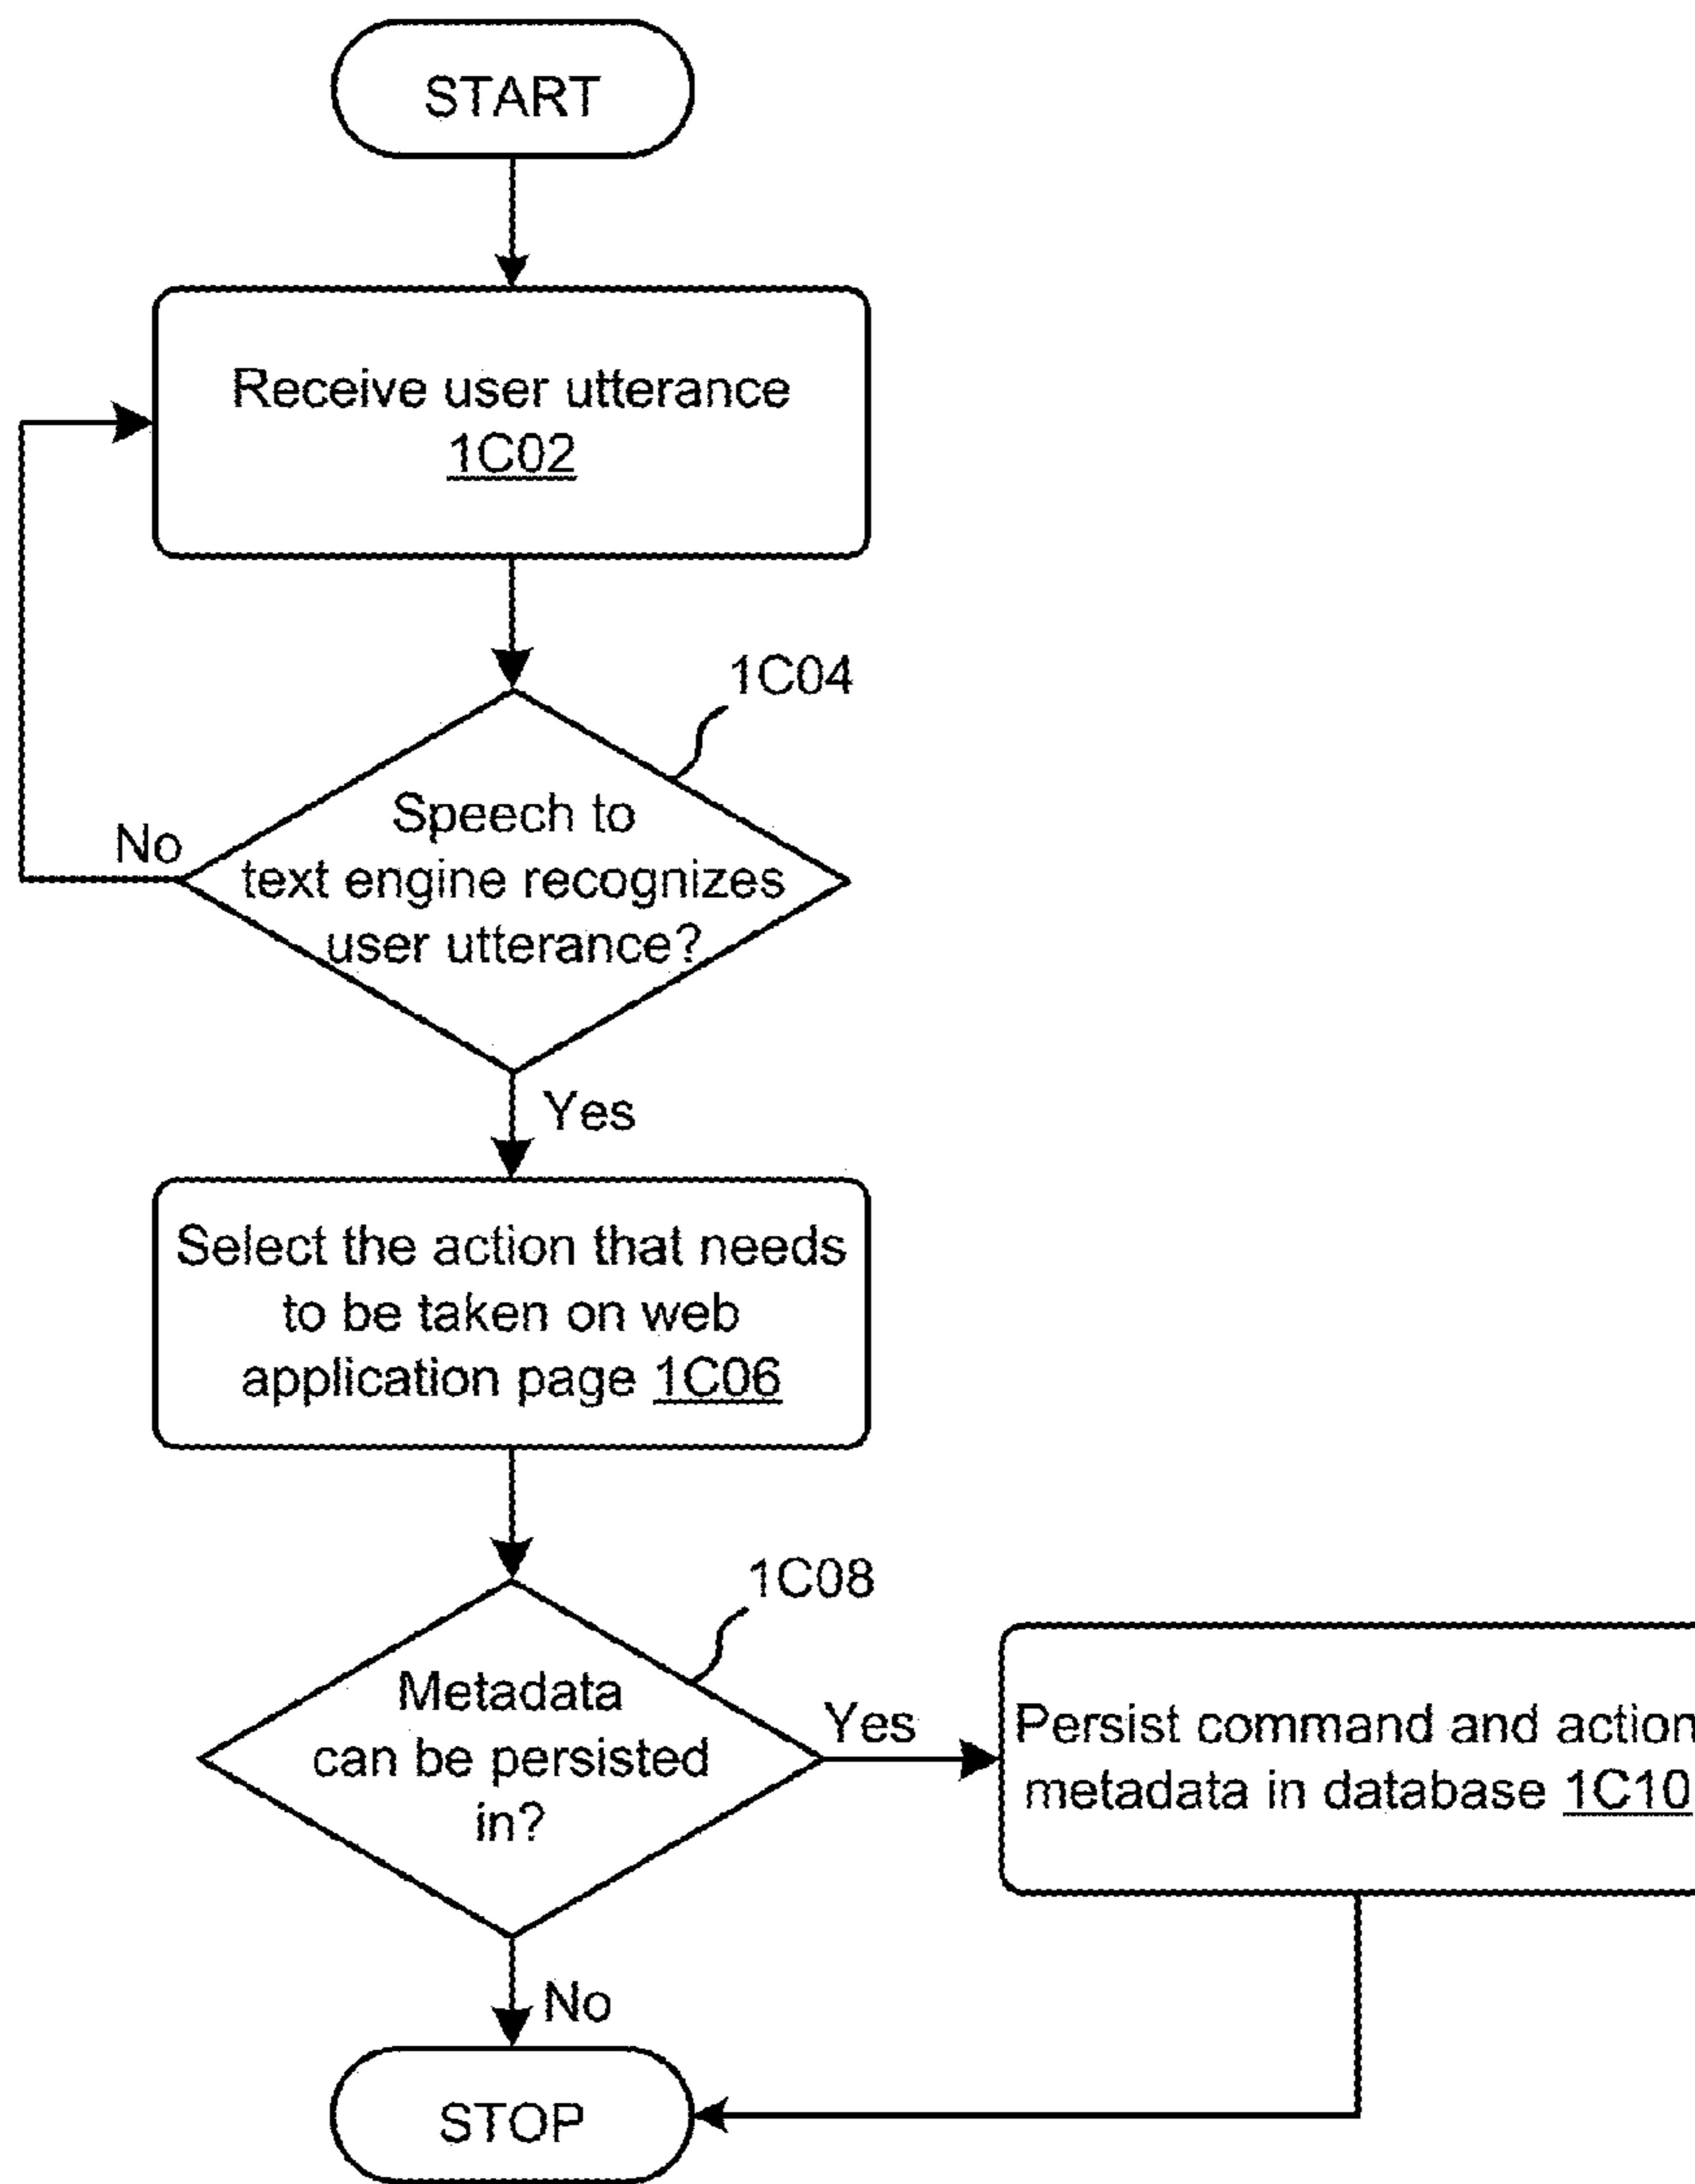 START
Receive user utterance
1C02
1C04
Speech to
text engine recognizes
user utterance?
No
Yes
Select the action that needs
to be taken on web
application page 1C06
1C08
Metadata
can be persisted
in?
Yes
Persist command and action
metadata in database 1C10
No
STOP